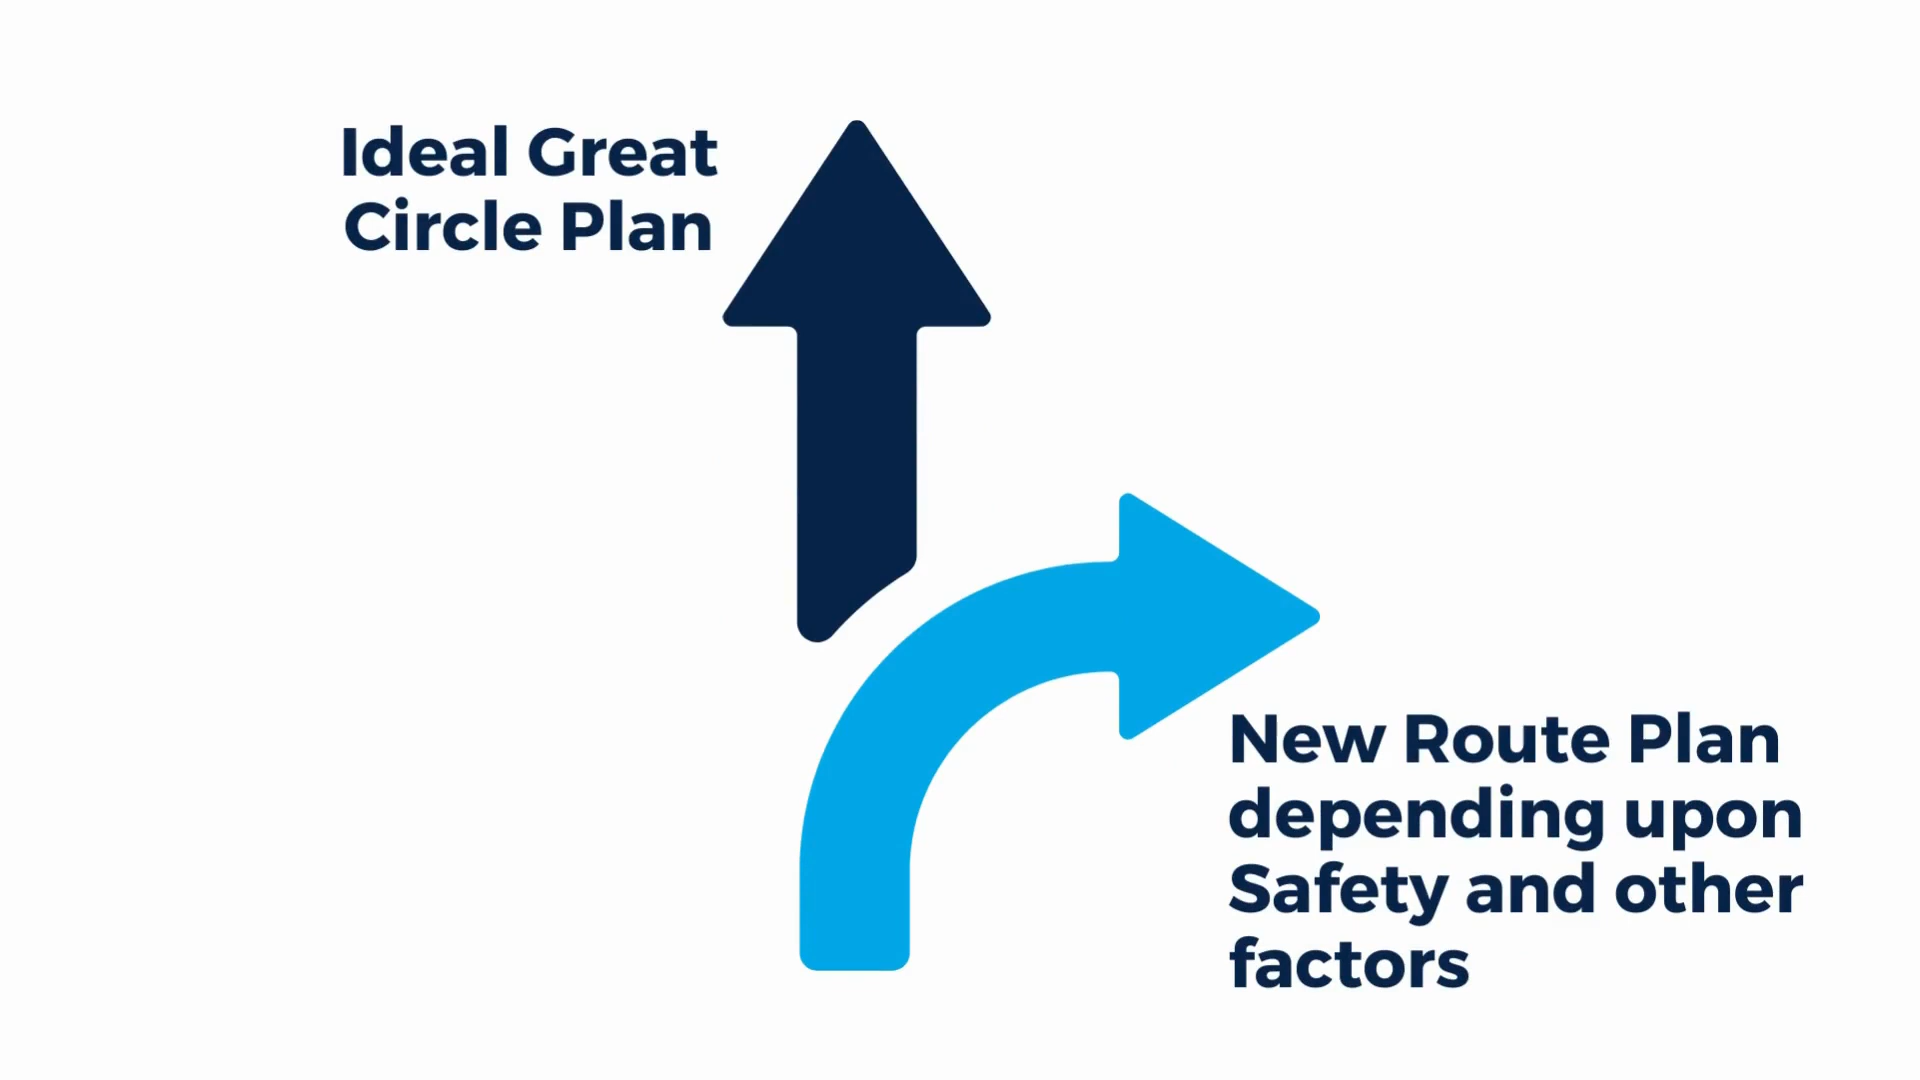 Ideal Great
Circle Plan
New Route Plan
depending upon
Safety and other
factors